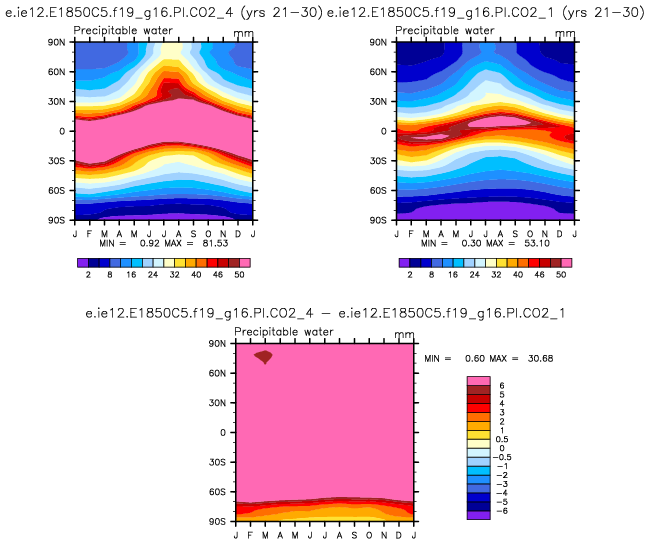 e.ie12.E1850C5.f19_g16.PI.CO2_4 (yrs 21−30)
e.ie12.E1850C5.f19_g16.PI.CO2_1 (yrs 21−30)
Precipitable water mm
90N
60N
30N
0
30S
60S
90S
J F M A M J J A S O N D J
MIN = 0.92 MAX = 81.53
2 8 16 24 32 40 46 50
Precipitable water mm
90N
60N
30N
0
30S
60S
90S
J F M A M J J A S O N D J
MIN = 0.30 MAX = 53.10
2 8 16 24 32 40 46 50
e.ie12.E1850C5.f19_g16.PI.CO2_4 − e.ie12.E1850C5.f19_g16.PI.CO2_1
Precipitable water mm
MIN = 0.60 MAX = 30.68
90N
60N
30N
0
30S
60S
90S
J F M A M J J A S O N D J
6
5
4
3
2
1
0.5
0
−0.5
−1
−2
−3
−4
−5
−6